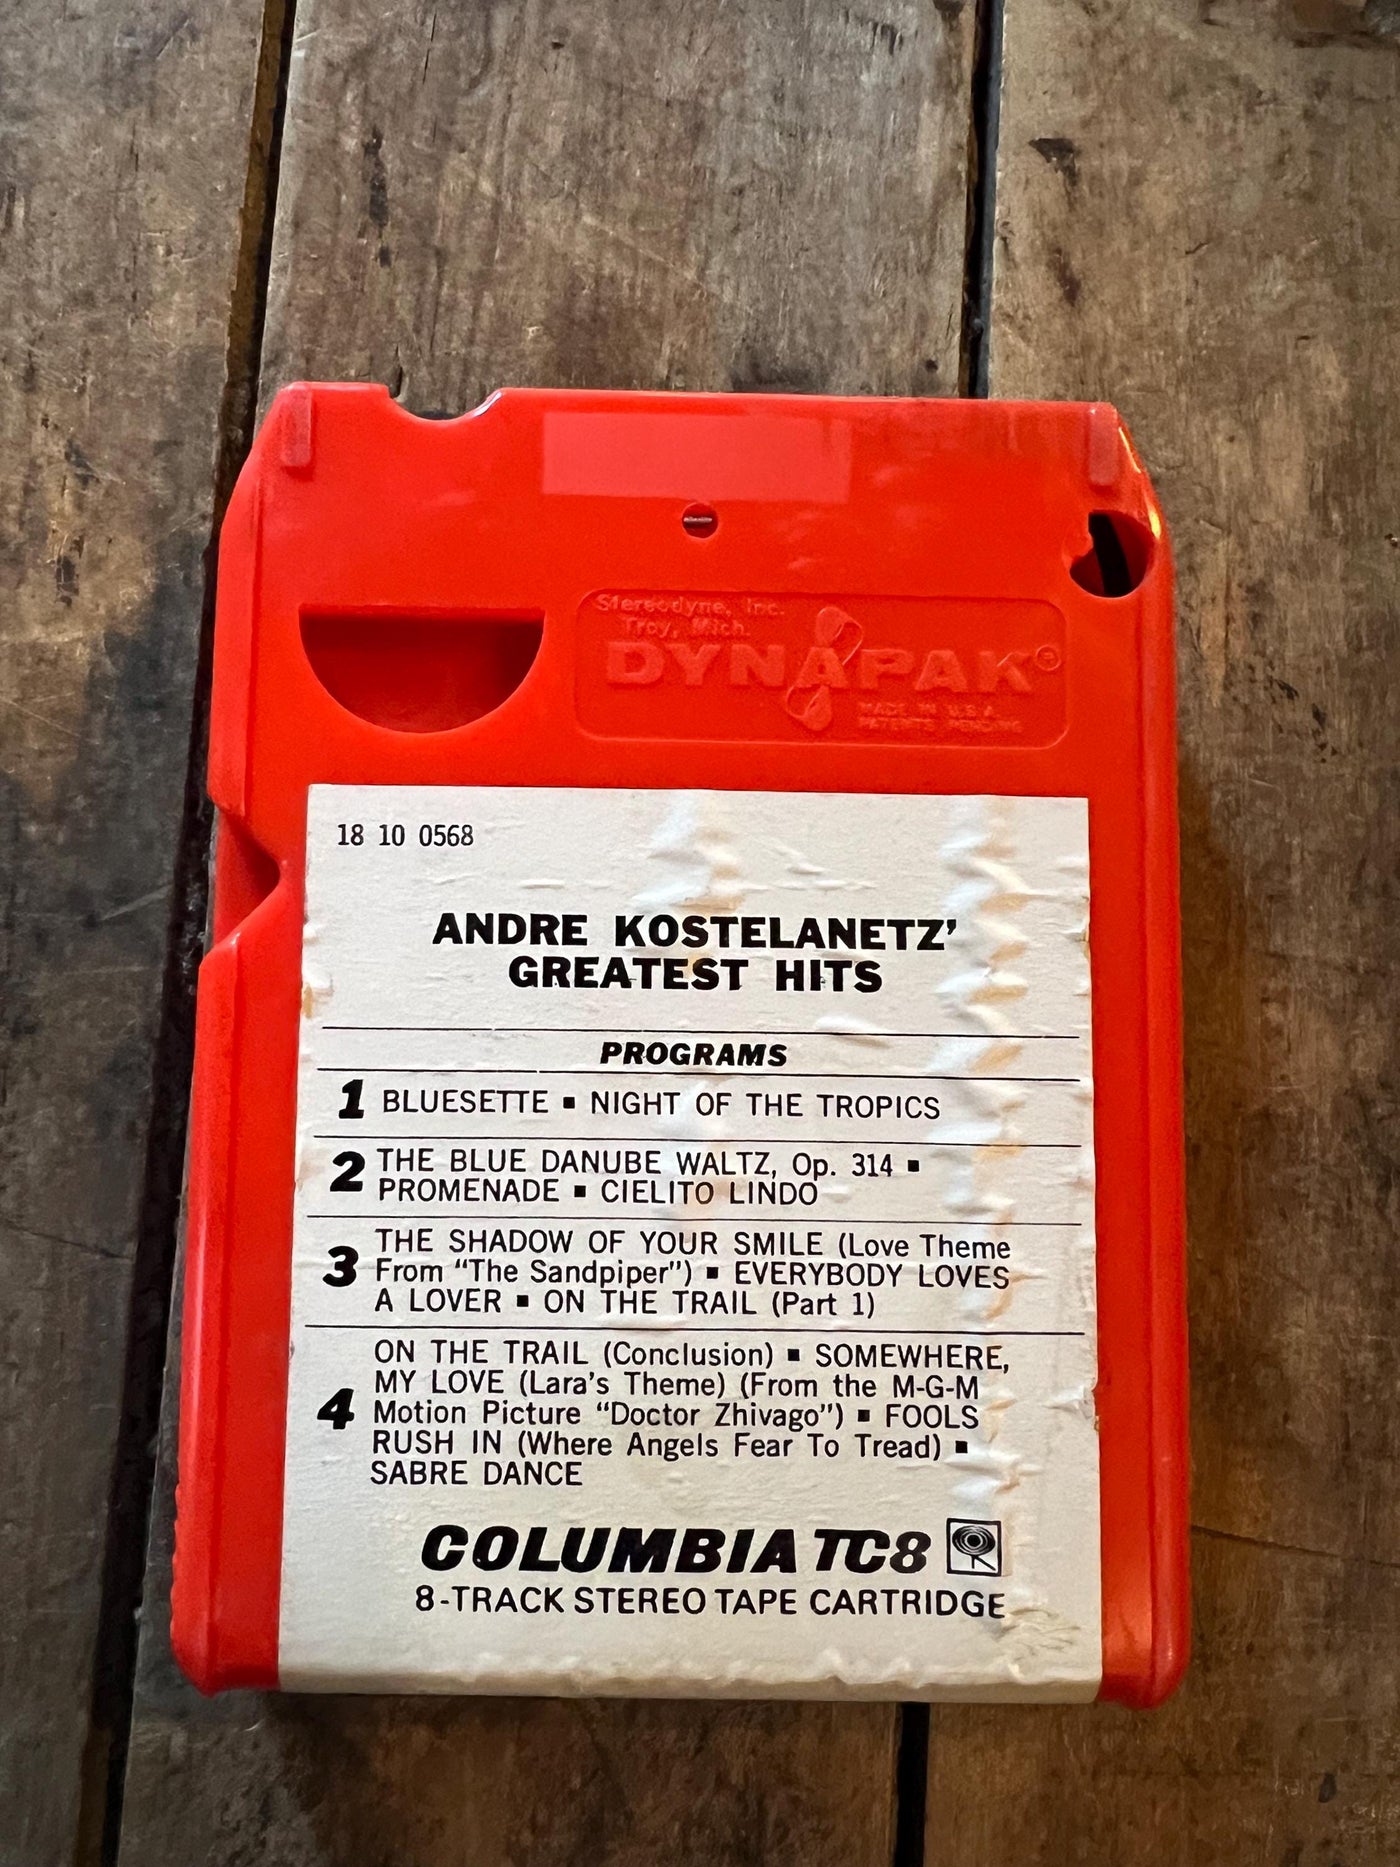 Stereodyne, Inc.
Troy, Mich.
DYNAPAK®
MADE IN U.S.A.
PATENTS PENDING
18 10 0568
ANDRE KOSTELANETZ’
GREATEST HITS
PROGRAMS
1 BLUESETTE ▪ NIGHT OF THE TROPICS
2 THE BLUE DANUBE WALTZ, Op. 314 ▪
PROMENADE ▪ CIELITO LINDO
3 THE SHADOW OF YOUR SMILE (Love Theme
From “The Sandpiper”) ▪ EVERYBODY LOVES
A LOVER ▪ ON THE TRAIL (Part 1)
4 ON THE TRAIL (Conclusion) ▪ SOMEWHERE,
MY LOVE (Lara’s Theme) (From the M-G-M
Motion Picture “Doctor Zhivago”) ▪ FOOLS
RUSH IN (Where Angels Fear To Tread) ▪
SABRE DANCE
COLUMBIA TC8
8-TRACK STEREO TAPE CARTRIDGE